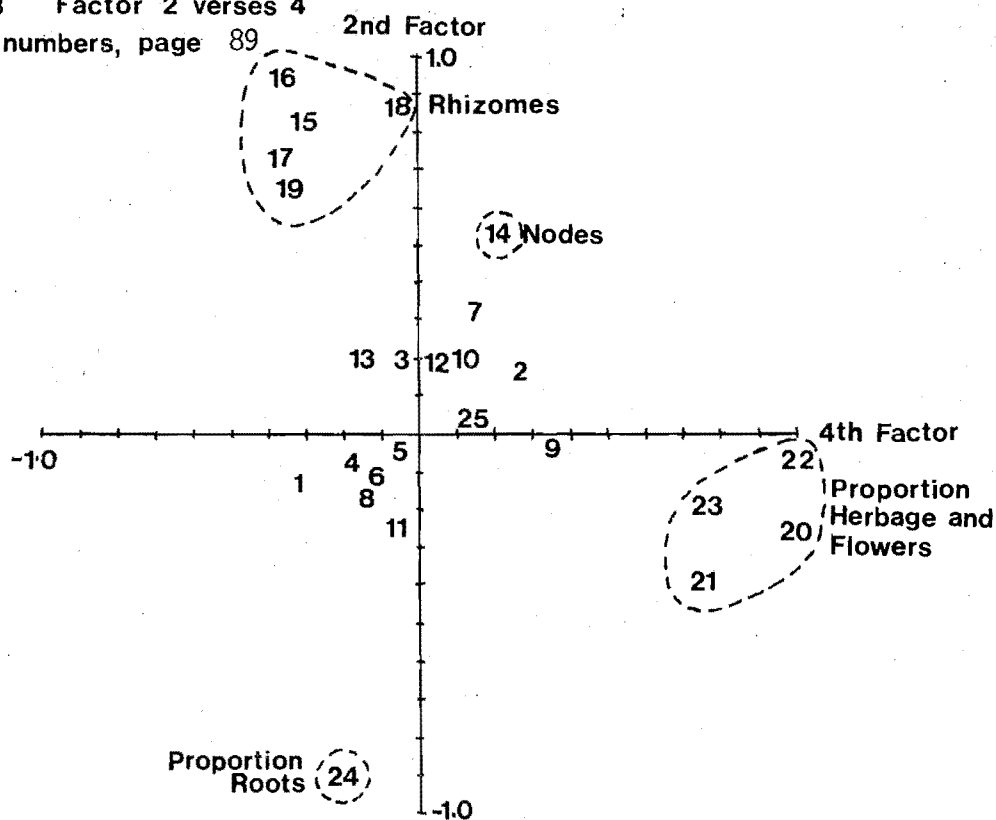 Factor 2 verses 4
numbers, page 89
2nd Factor
1.0
16
18 Rhizomes
15
17
19
14 Nodes
7
13 3 12 10
2
25
4th Factor
-1.0
5 9
4 22
6
1 Proportion
8 23 Herbage and
11 20 Flowers
21
Proportion
Roots 24
-1.0